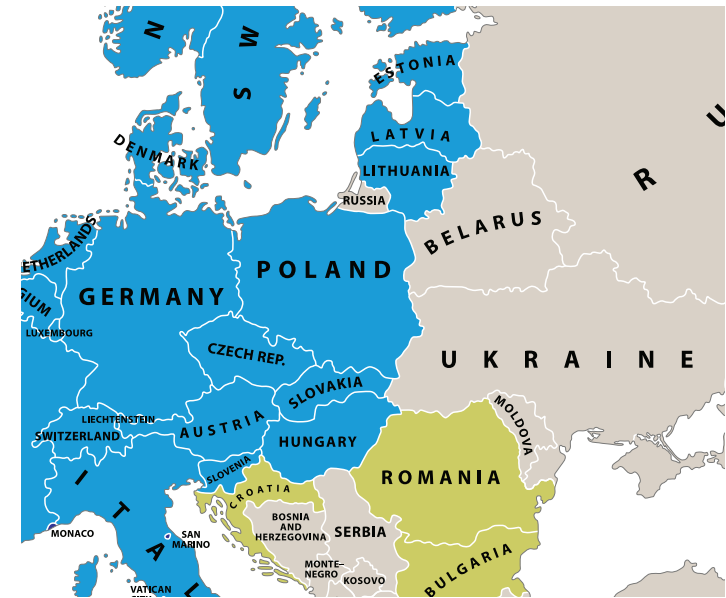 N
S W
ESTONIA
R U
LATVIA
DENMARK
LITHUANIA
RUSSIA
BELARUS
ETHERLANDS
POLAND
GERMANY
GIUM
LUXEMBOURG
CZECH REP.
UKRAINE
SLOVAKIA
LIECHTENSTEIN
AUSTRIA
MOLDOVA
SWITZERLAND
HUNGARY
SLOVENIA
ROMANIA
CROATIA
ITAL
BOSNIA
AND
HERZEGOVINA
SERBIA
MONACO
SAN
MARINO
MONTE-
NEGRO
KOSOVO
BULGARIA
VATICAN